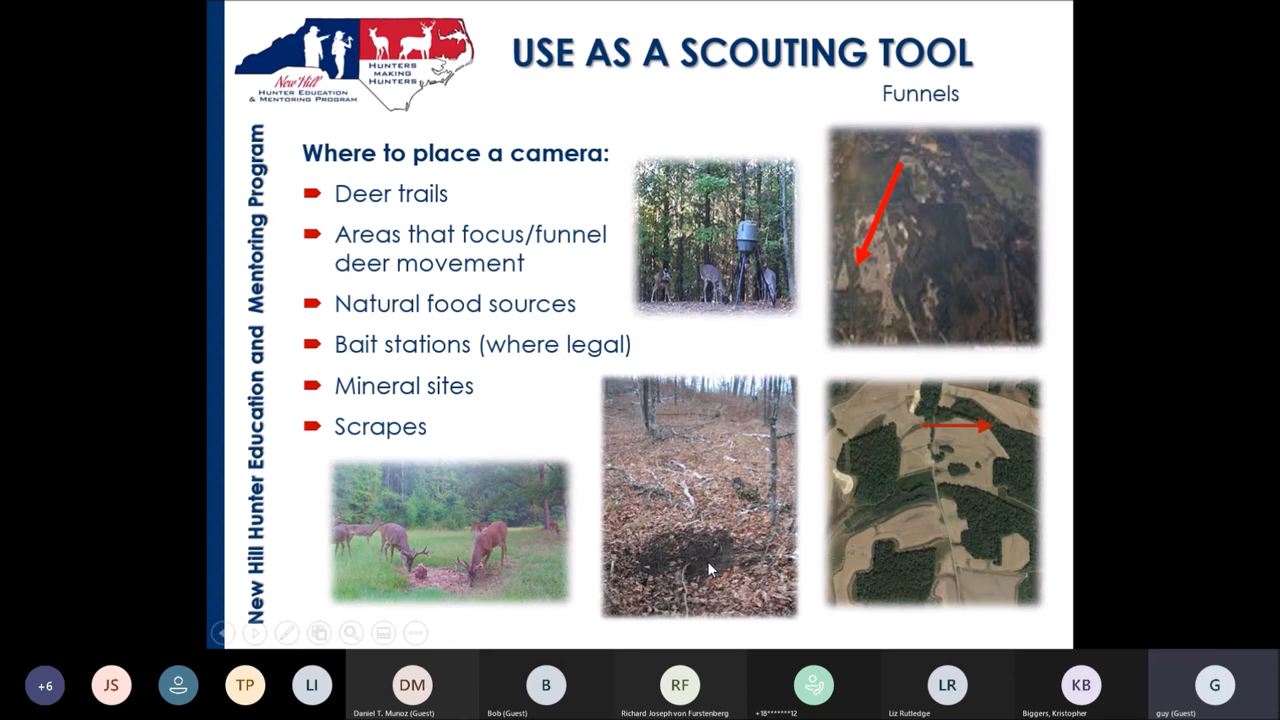 HUNTERS
MAKING
HUNTERS
New Hill
HUNTER EDUCATION
& MENTORING PROGRAM
USE AS A SCOUTING TOOL
Funnels
New Hill Hunter Education and Mentoring Program
Where to place a camera:
Deer trails
Areas that focus/funnel
deer movement
Natural food sources
Bait stations (where legal)
Mineral sites
Scrapes
+6
JS
TP
LI
DM
Daniel T. Munoz (Guest)
B
Bob (Guest)
RF
Richard Joseph von Furstenberg
+18*******12
LR
Liz Rutledge
KB
Biggers, Kristopher
G
guy (Guest)